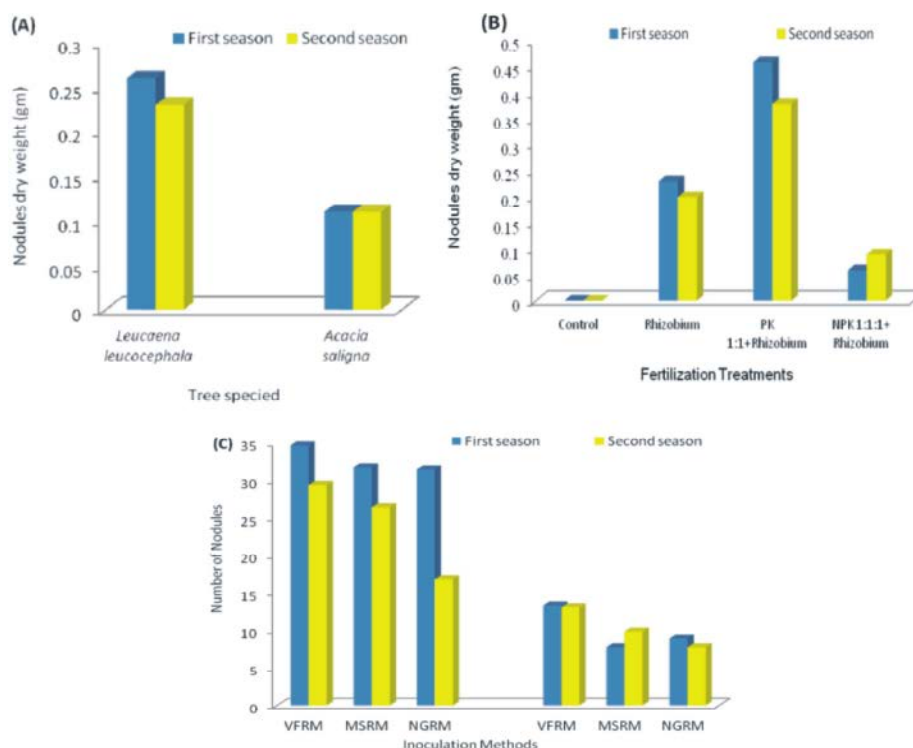 (A)
First season
Second season
Nodules dry weight (gm)
0.3
0.25
0.2
0.15
0.1
0.05
0
Leucaena
leucocephala
Acacia
saligna
Tree specied
(B)
First season
Second season
Nodules dry weight (gm)
0.5
0.45
0.4
0.35
0.3
0.25
0.2
0.15
0.1
0.05
0
Control
Rhizobium
PK
1:1+Rhizobium
NPK1:1:1+
Rhizobium
Fertilization Treatments
(C)
First season
Second season
Number of Nodules
35
30
25
20
15
10
5
0
VFRM MSRM NGRM VFRM MSRM NGRM
Inoculation Methods